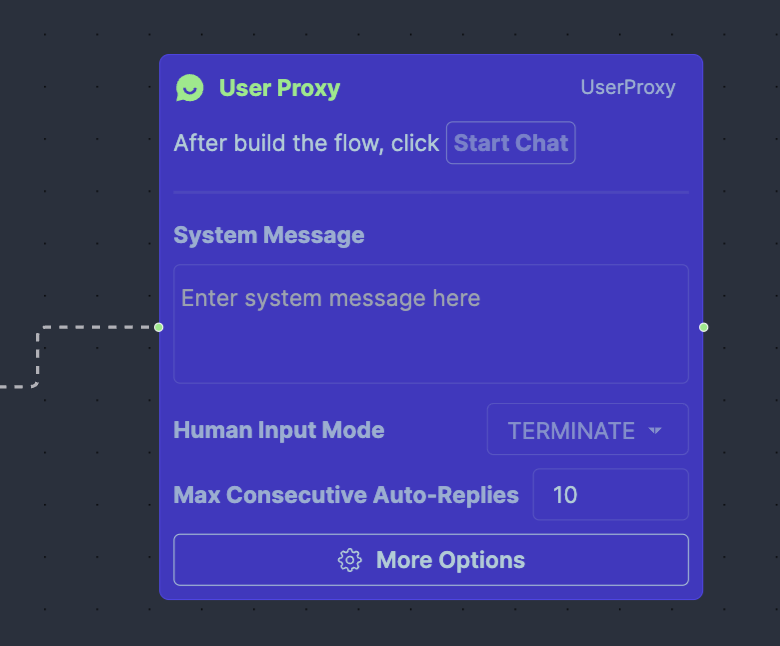 User Proxy UserProxy
After build the flow, click Start Chat
System Message
Enter system message here
Human Input Mode TERMINATE
Max Consecutive Auto-Replies 10
More Options